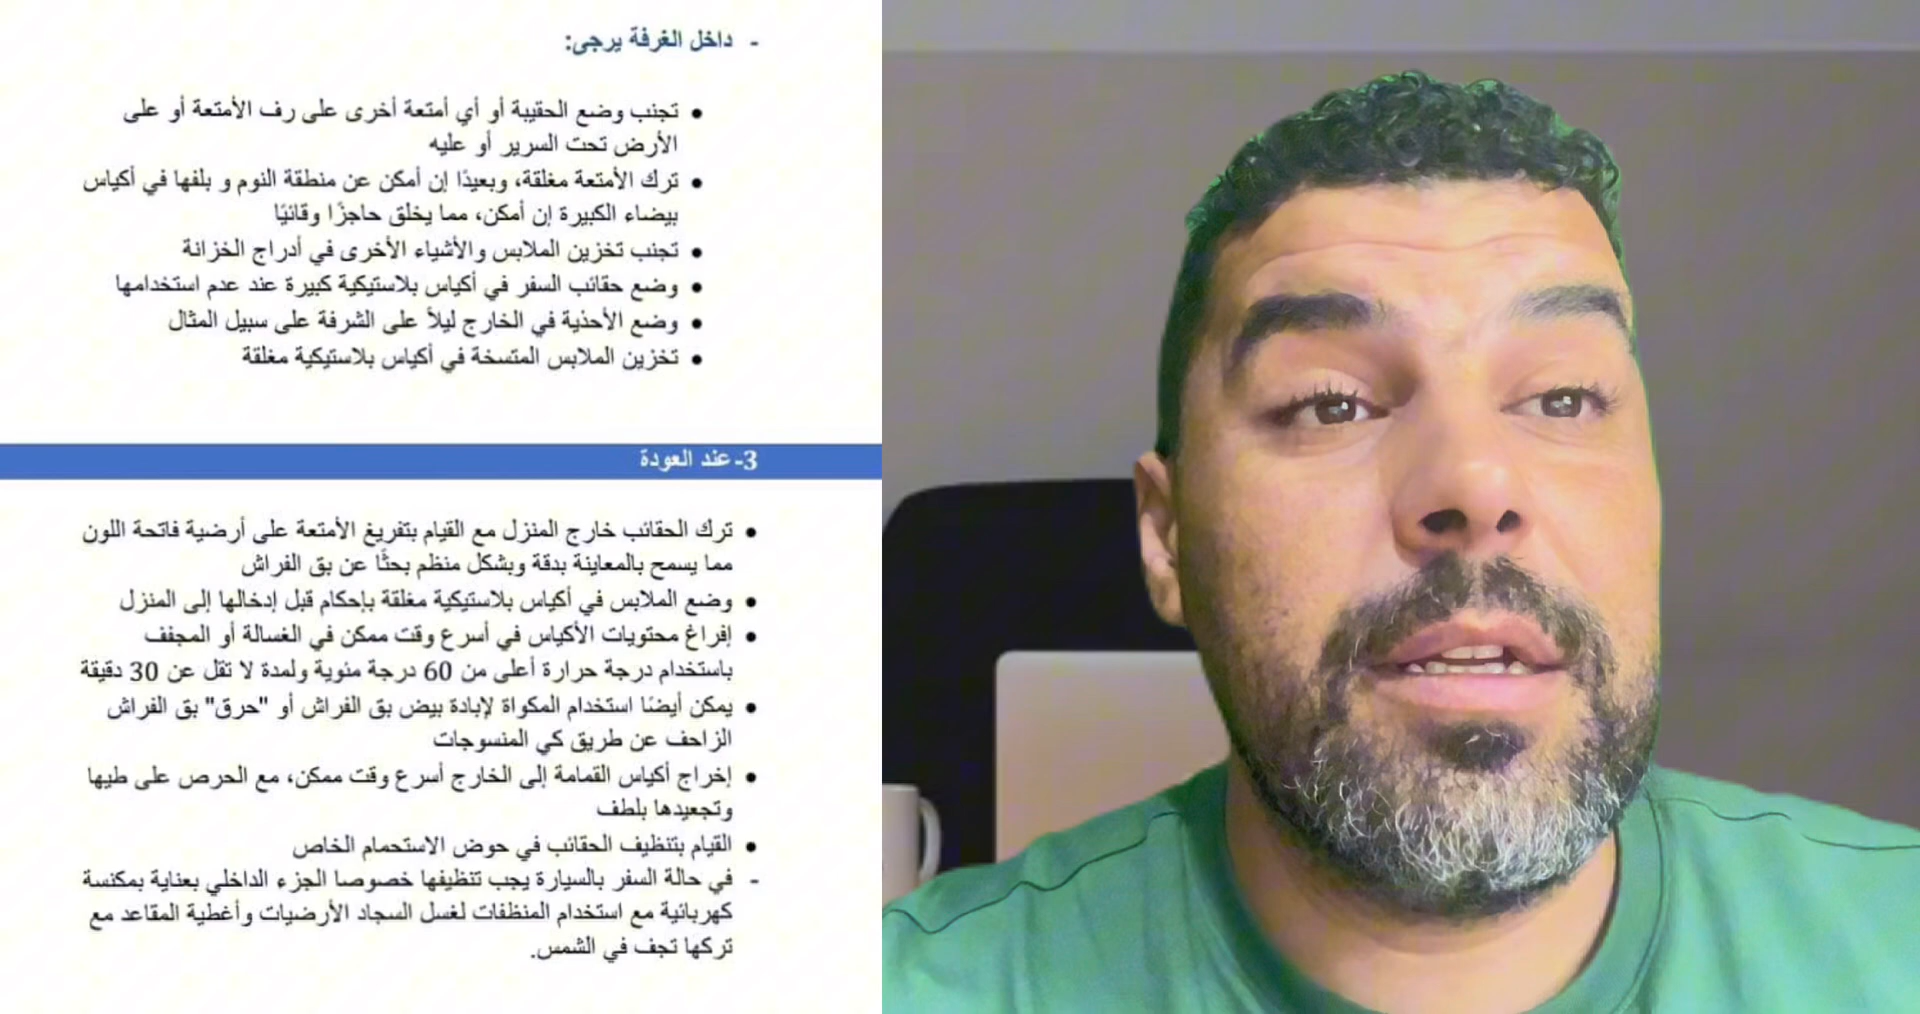 - داخل الغرفة يرجى:
• تجنب وضع الحقيبة أو أي أمتعة أخرى على رف الأمتعة أو على
الأرض تحت السرير أو عليه
• ترك الأمتعة مغلقة، وبعيدًا إن أمكن عن منطقة النوم و بلفها في أكياس
بيضاء الكبيرة إن أمكن، مما يخلق حاجزًا وقائيًا
• تجنب تخزين الملابس والأشياء الأخرى في أدراج الخزانة
• وضع حقائب السفر في أكياس بلاستيكية كبيرة عند عدم استخدامها
• وضع الأحذية في الخارج ليلاً على الشرفة على سبيل المثال
• تخزين الملابس المتسخة في أكياس بلاستيكية مغلقة
3- عند العودة
• ترك الحقائب خارج المنزل مع القيام بتفريغ الأمتعة على أرضية فاتحة اللون
مما يسمح بالمعاينة بدقة وبشكل منظم بحثًا عن بق الفراش
• وضع الملابس في أكياس بلاستيكية مغلقة بإحكام قبل إدخالها إلى المنزل
• إفراغ محتويات الأكياس في أسرع وقت ممكن في الغسالة أو المجفف
باستخدام درجة حرارة أعلى من 60 درجة مئوية ولمدة لا تقل عن 30 دقيقة
• يمكن أيضًا استخدام المكواة لإبادة بيض بق الفراش أو "حرق" بق الفراش
الزاحف عن طريق كي المنسوجات
• إخراج أكياس القمامة إلى الخارج أسرع وقت ممكن، مع الحرص على طيها
وتجعيدها بلطف
• القيام بتنظيف الحقائب في حوض الاستحمام الخاص
- في حالة السفر بالسيارة يجب تنظيفها خصوصا الجزء الداخلي بعناية بمكنسة
كهربائية مع استخدام المنظفات لغسل السجاد الأرضيات وأغطية المقاعد مع
تركها تجف في الشمس.